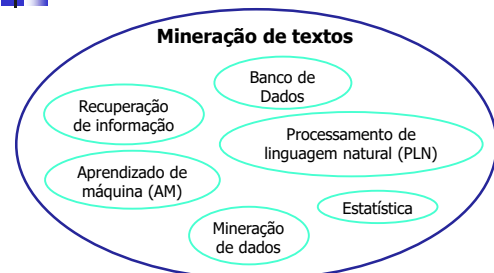 Mineração de textos
Banco de
Dados
Recuperação
de informação
Processamento de
linguagem natural (PLN)
Aprendizado de
máquina (AM)
Estatística
Mineração
de dados